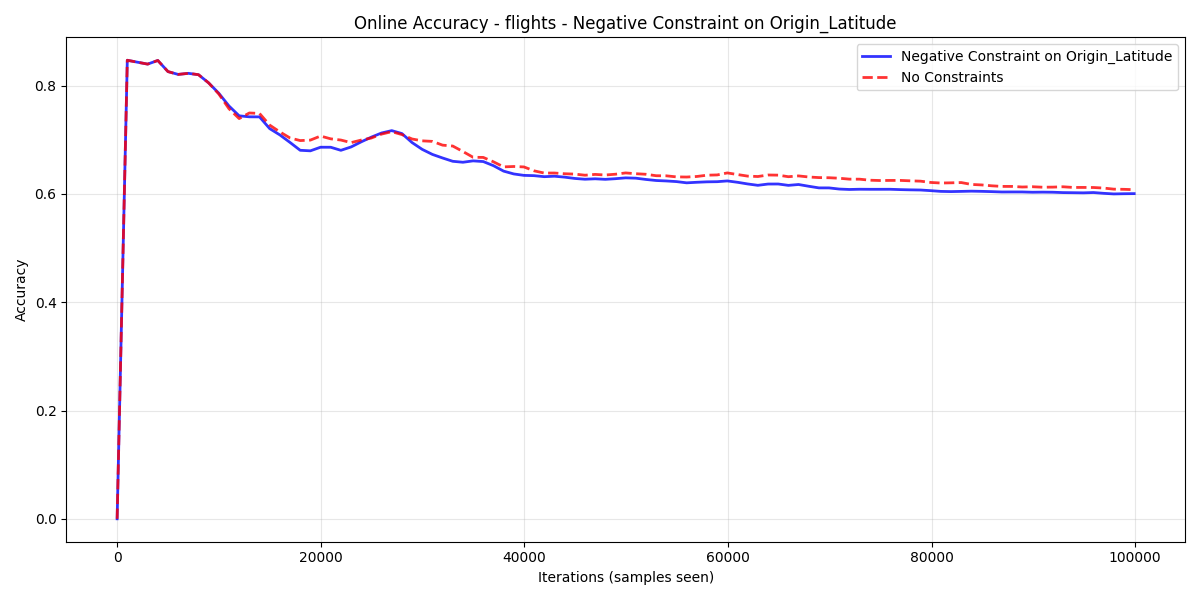 Online Accuracy - flights - Negative Constraint on Origin_Latitude
Negative Constraint on Origin_Latitude
No Constraints
Accuracy
0.8
0.6
0.4
0.2
0.0
0
20000
40000
60000
80000
100000
Iterations (samples seen)